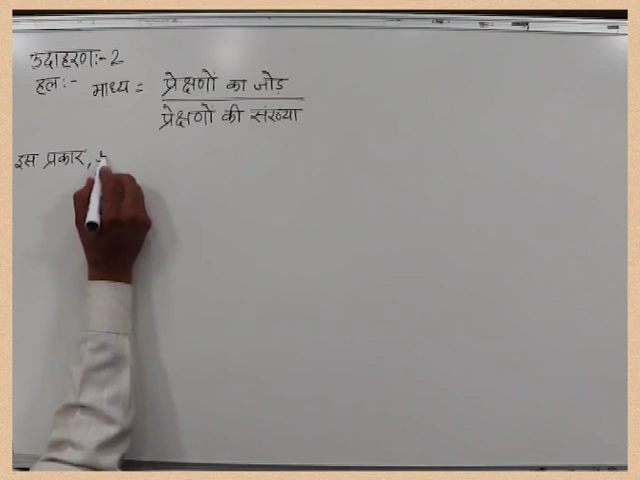 उदाहरण:-2
हल:- माध्य = प्रेक्षणों का जोड़
प्रेक्षणों की संख्या
इस प्रकार,